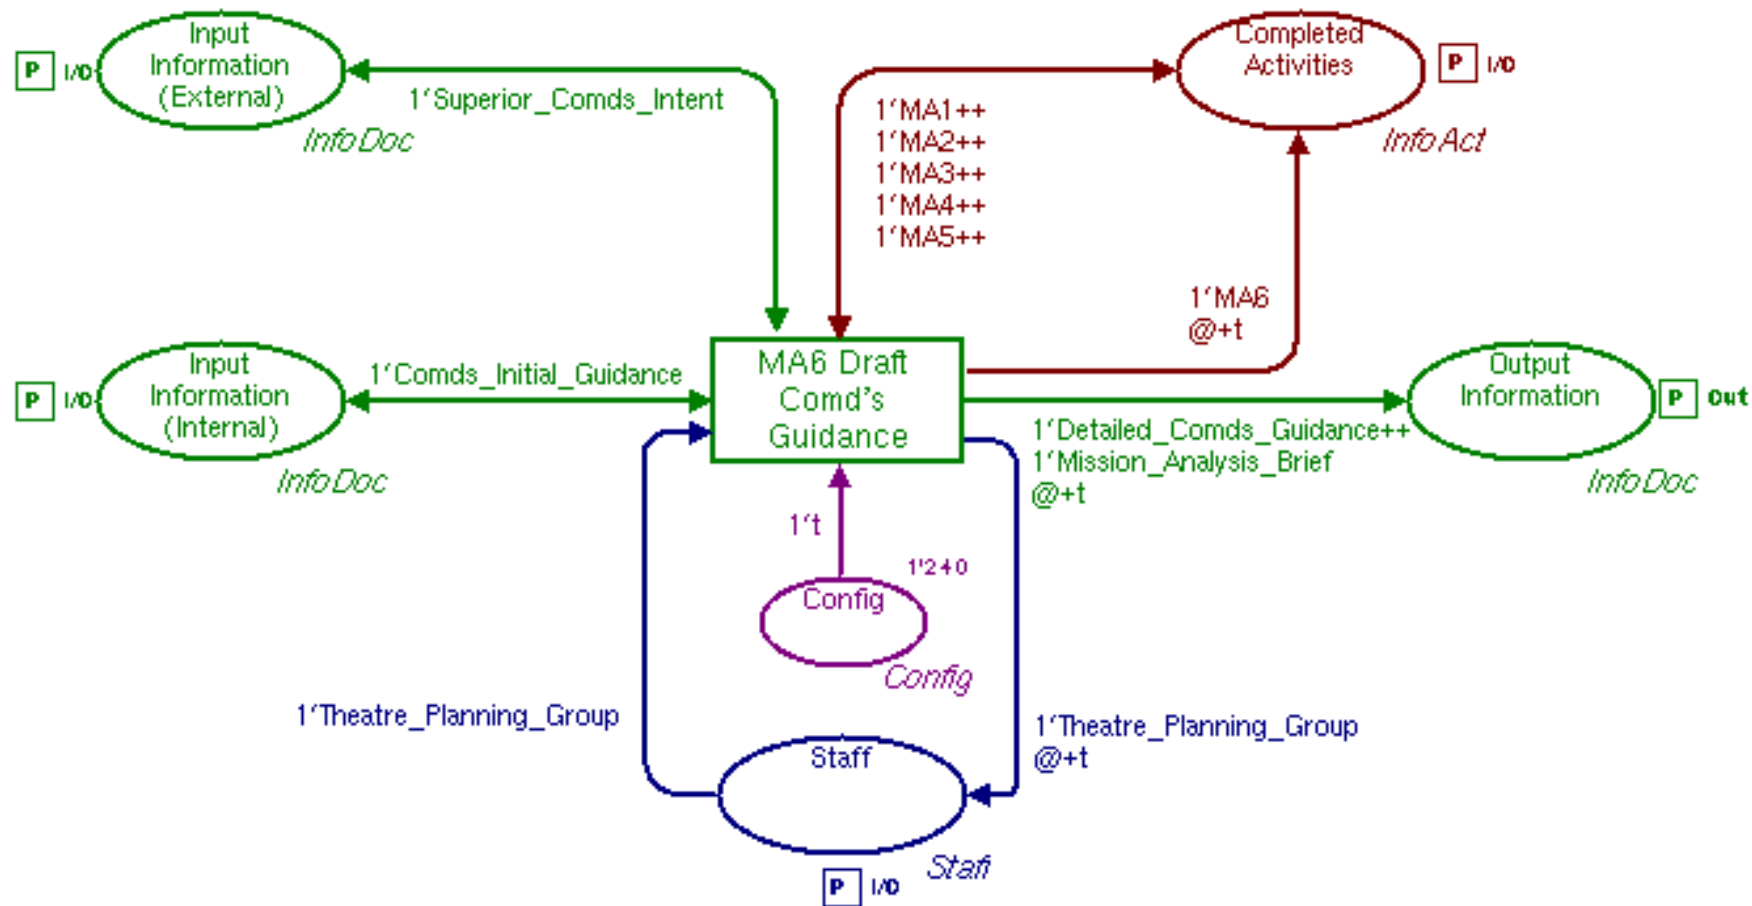 Input
Information
(External)
P I/O
1'Superior_Comds_Intent
InfoDoc
Completed
Activities
P I/O
InfoAct
1'MA1++
1'MA2++
1'MA3++
1'MA4++
1'MA5++
1'MA6
@+t
Input
Information
(Internal)
P I/O
1'Comds_Initial_Guidance
InfoDoc
MA6 Draft
Comd's
Guidance
Output
Information
P Out
InfoDoc
1'Detailed_Comds_Guidance++
1'Mission_Analysis_Brief
@+t
1't
1'240
Config
Config
1'Theatre_Planning_Group
1'Theatre_Planning_Group
@+t
Staff
Staff
P I/O